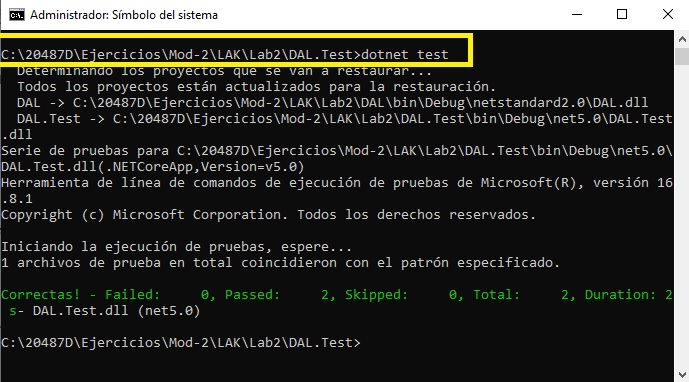 Administrador: Símbolo del sistema
C:\20487D\Ejercicios\Mod-2\LAK\Lab2\DAL.Test>dotnet test
  Determinando los proyectos que se van a restaurar...
  Todos los proyectos están actualizados para la restauración.
  DAL -> C:\20487D\Ejercicios\Mod-2\LAK\Lab2\DAL\bin\Debug\netstandard2.0\DAL.dll
  DAL.Test -> C:\20487D\Ejercicios\Mod-2\LAK\Lab2\DAL.Test\bin\Debug\net5.0\DAL.Test
.dll
Serie de pruebas para C:\20487D\Ejercicios\Mod-2\LAK\Lab2\DAL.Test\bin\Debug\net5.0\
DAL.Test.dll(.NETCoreApp,Version=v5.0)
Herramienta de línea de comandos de ejecución de pruebas de Microsoft(R), versión 16
.8.1
Copyright (c) Microsoft Corporation. Todos los derechos reservados.
Iniciando la ejecución de pruebas, espere...
1 archivos de prueba en total coincidieron con el patrón especificado.
Correctas! - Failed:     0, Passed:     2, Skipped:     0, Total:     2, Duration: 2
 s- DAL.Test.dll (net5.0)
C:\20487D\Ejercicios\Mod-2\LAK\Lab2\DAL.Test>